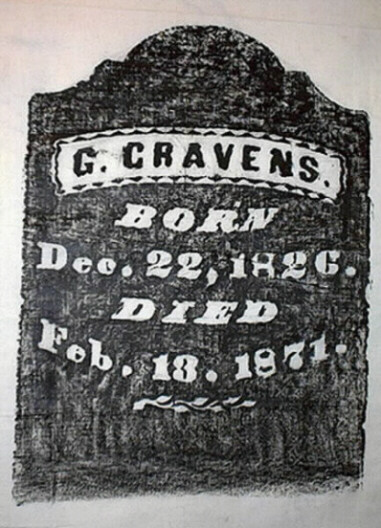 G. CRAVENS.
BORN
Dec. 22, 1826.
DIED
Feb. 18. 1871.